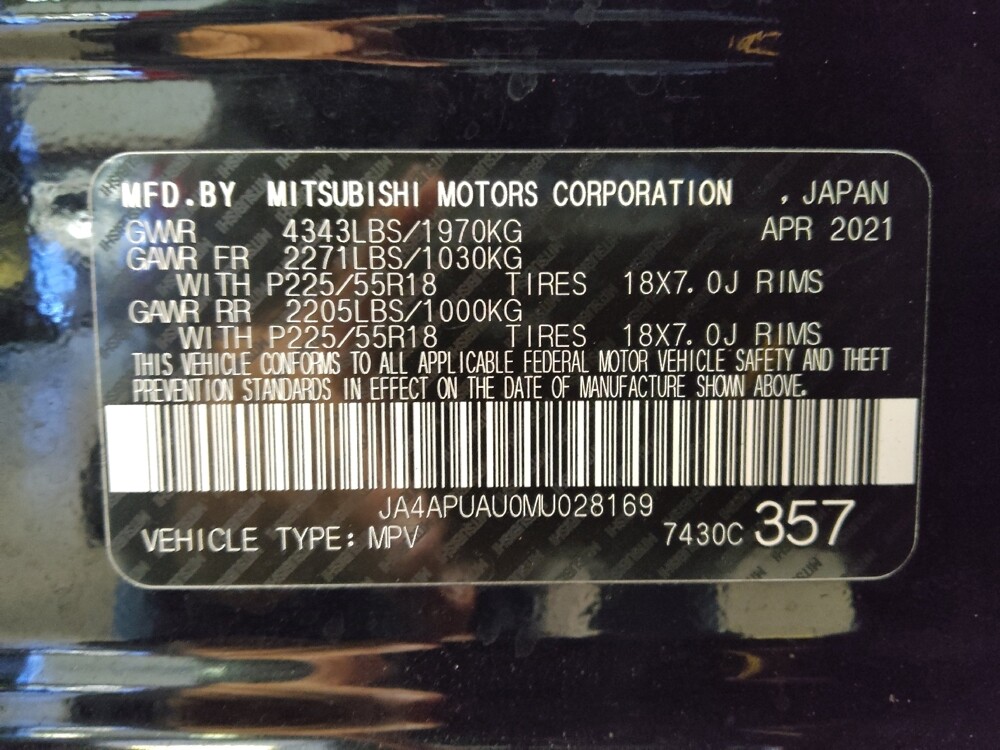 MFD.BY MITSUBISHI MOTORS CORPORATION , JAPAN
GWVR 4343LBS/1970KG APR 2021
GAWR FR 2271LBS/1030KG
WITH P225/55R18 TIRES 18X7.0J RIMS
GAWR RR 2205LBS/1000KG
WITH P225/55R18 TIRES 18X7.0J RIMS
THIS VEHICLE CONFORMS TO ALL APPLICABLE FEDERAL MOTOR VEHICLE SAFETY AND THEFT
PREVENTION STANDARDS IN EFFECT ON THE DATE OF MANUFACTURE SHOWN ABOVE.
JA4APUAU0MU028169
VEHICLE TYPE: MPV 7430C 357